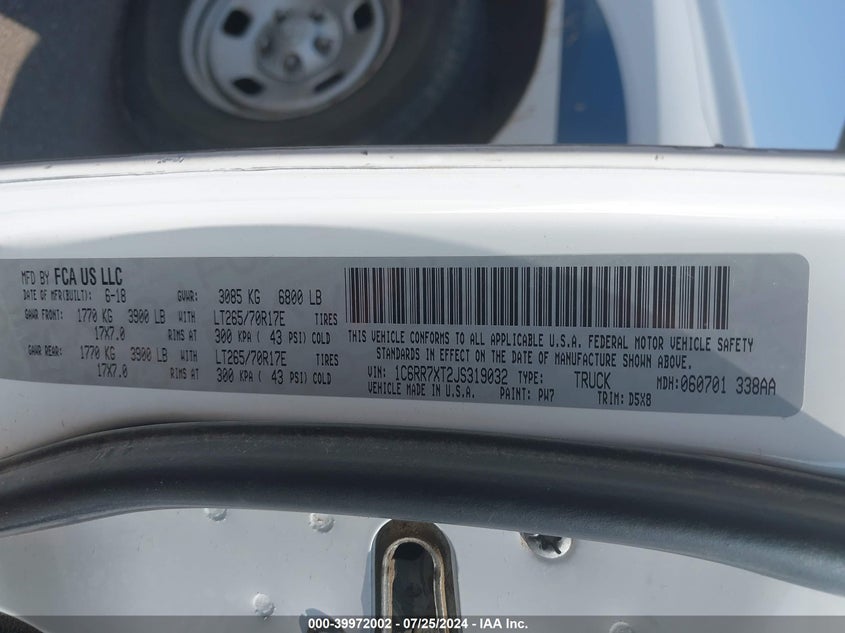 MFD BY FCA US LLC
DATE OF MFR(BUILT): 6-18 GVWR: 3085 KG 6800 LB
GAWR FRONT: 1770 KG 3900 LB WITH LT265/70R17E TIRES
17X7.0 RIMS AT 300 KPA ( 43 PSI) COLD
GAWR REAR: 1770 KG 3900 LB WITH LT265/70R17E TIRES
17X7.0 RIMS AT 300 KPA ( 43 PSI) COLD
THIS VEHICLE CONFORMS TO ALL APPLICABLE U.S.A. FEDERAL MOTOR VEHICLE SAFETY
STANDARDS IN EFFECT ON THE DATE OF MANUFACTURE SHOWN ABOVE.
VIN: 1C6RR7XT2JS319032 TYPE: TRUCK MDH:060701 338AA
VEHICLE MADE IN U.S.A. PAINT: PW7 TRIM: D5X8
000-39972002 - 07/25/2024 - IAA Inc.